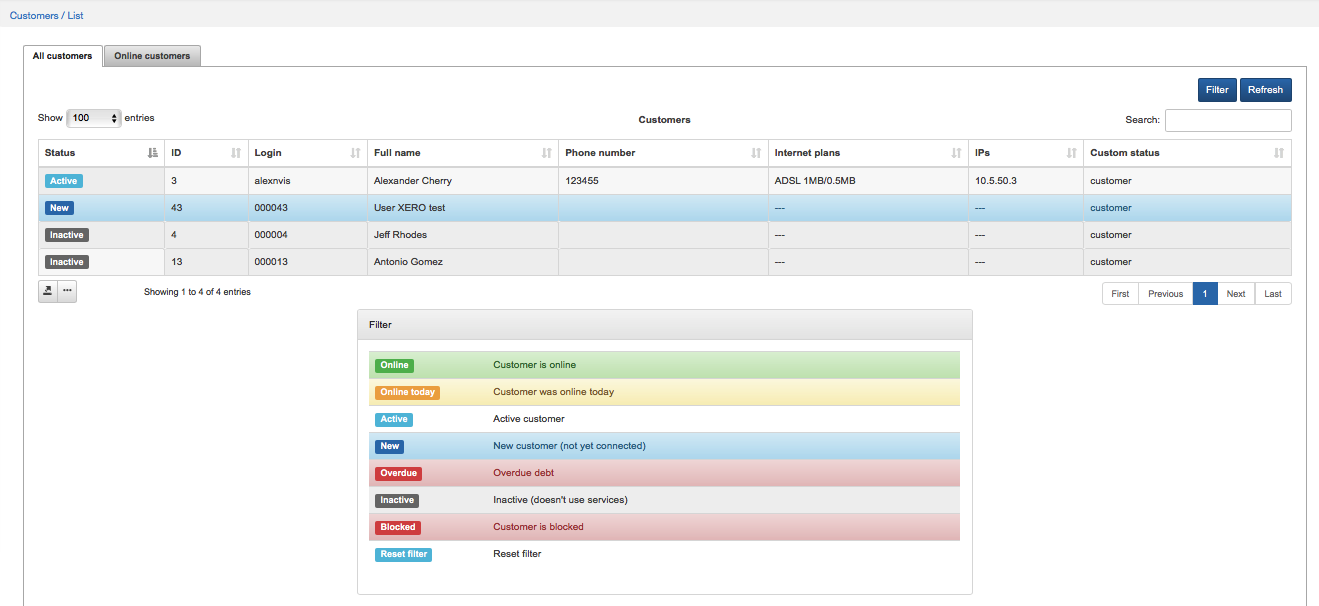 Customers / List
All customers Online customers
Filter Refresh
Show 100 entries Customers Search:
Status ID Login Full name Phone number Internet plans IPs Custom status
Active 3 alexnvis Alexander Cherry 123455 ADSL 1MB/0.5MB 10.5.50.3 customer
New 43 000043 User XERO test --- --- customer
Inactive 4 000004 Jeff Rhodes --- --- customer
Inactive 13 000013 Antonio Gomez --- --- customer
Showing 1 to 4 of 4 entries First Previous 1 Next Last
Filter
Online Customer is online
Online today Customer was online today
Active Active customer
New New customer (not yet connected)
Overdue Overdue debt
Inactive Inactive (doesn't use services)
Blocked Customer is blocked
Reset filter Reset filter